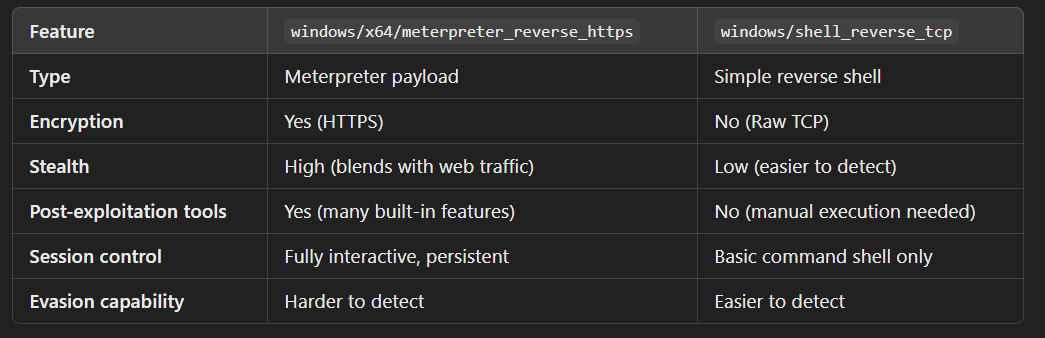 Feature windows/x64/meterpreter_reverse_https windows/shell_reverse_tcp
Type Meterpreter payload Simple reverse shell
Encryption Yes (HTTPS) No (Raw TCP)
Stealth High (blends with web traffic) Low (easier to detect)
Post-exploitation tools Yes (many built-in features) No (manual execution needed)
Session control Fully interactive, persistent Basic command shell only
Evasion capability Harder to detect Easier to detect